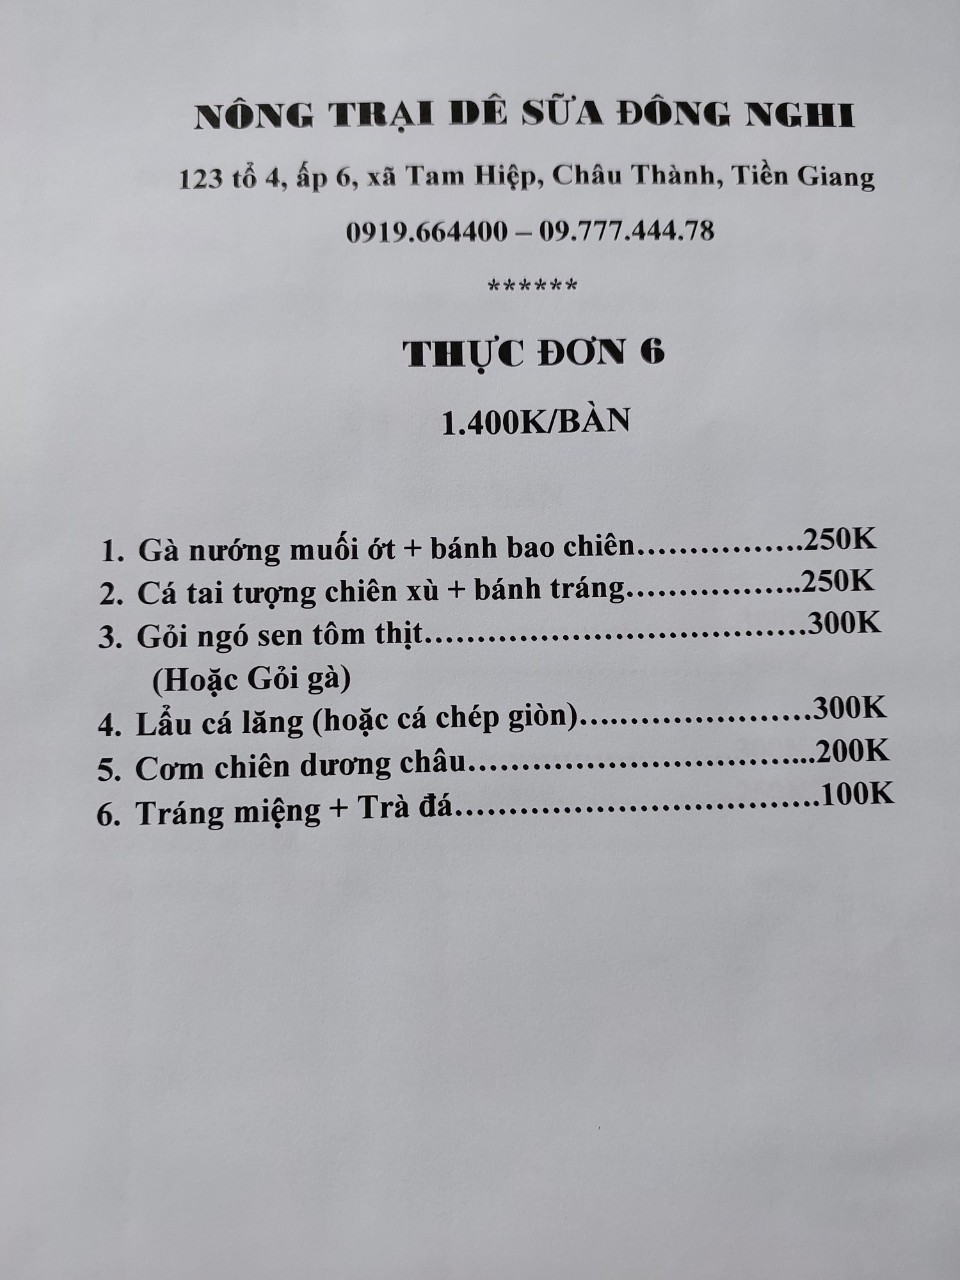 NÔNG TRẠI DÊ SỮA ĐÔNG NGHI
123 tổ 4, ấp 6, xã Tam Hiệp, Châu Thành, Tiền Giang
0919.664400 – 09.777.444.78
******
THỰC ĐƠN 6
1.400K/BÀN
1. Gà nướng muối ớt + bánh bao chiên................250K
2. Cá tai tượng chiên xù + bánh tráng.................250K
3. Gỏi ngó sen tôm thịt.....................................300K
(Hoặc Gỏi gà)
4. Lẩu cá lăng (hoặc cá chép giòn)......................300K
5. Cơm chiên dương châu.................................200K
6. Tráng miệng + Trà đá...................................100K